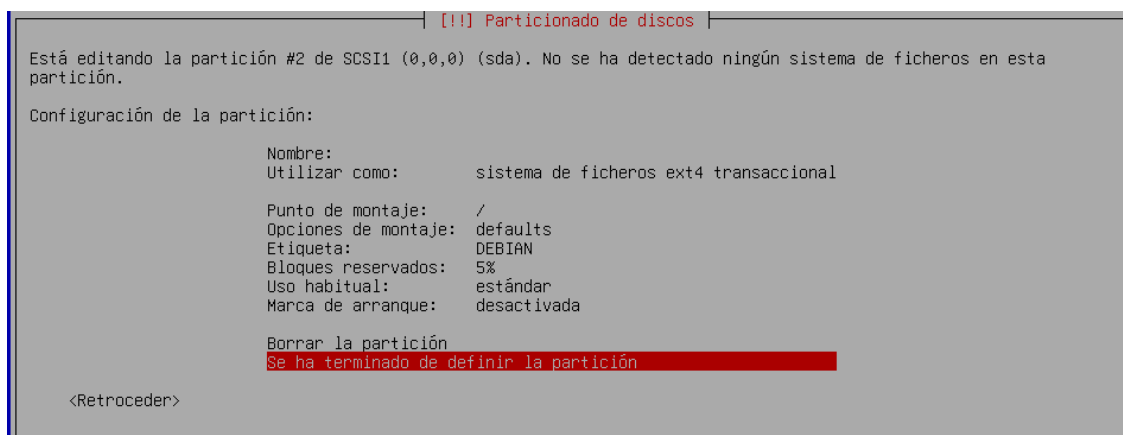 [!!] Particionado de discos
Está editando la partición #2 de SCSI1 (0,0,0) (sda). No se ha detectado ningún sistema de ficheros en esta
partición.
Configuración de la partición:
Nombre:
Utilizar como: sistema de ficheros ext4 transaccional
Punto de montaje: /
Opciones de montaje: defaults
Etiqueta: DEBIAN
Bloques reservados: 5%
Uso habitual: estándar
Marca de arranque: desactivada
Borrar la partición
Se ha terminado de definir la partición
<Retroceder>